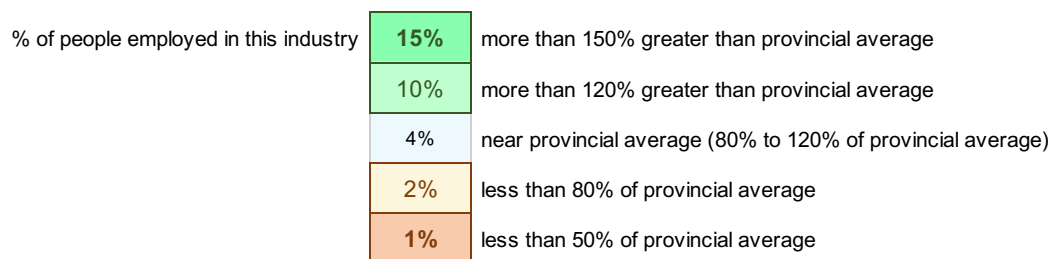 % of people employed in this industry 15% more than 150% greater than provincial average
10% more than 120% greater than provincial average
4% near provincial average (80% to 120% of provincial average)
2% less than 80% of provincial average
1% less than 50% of provincial average